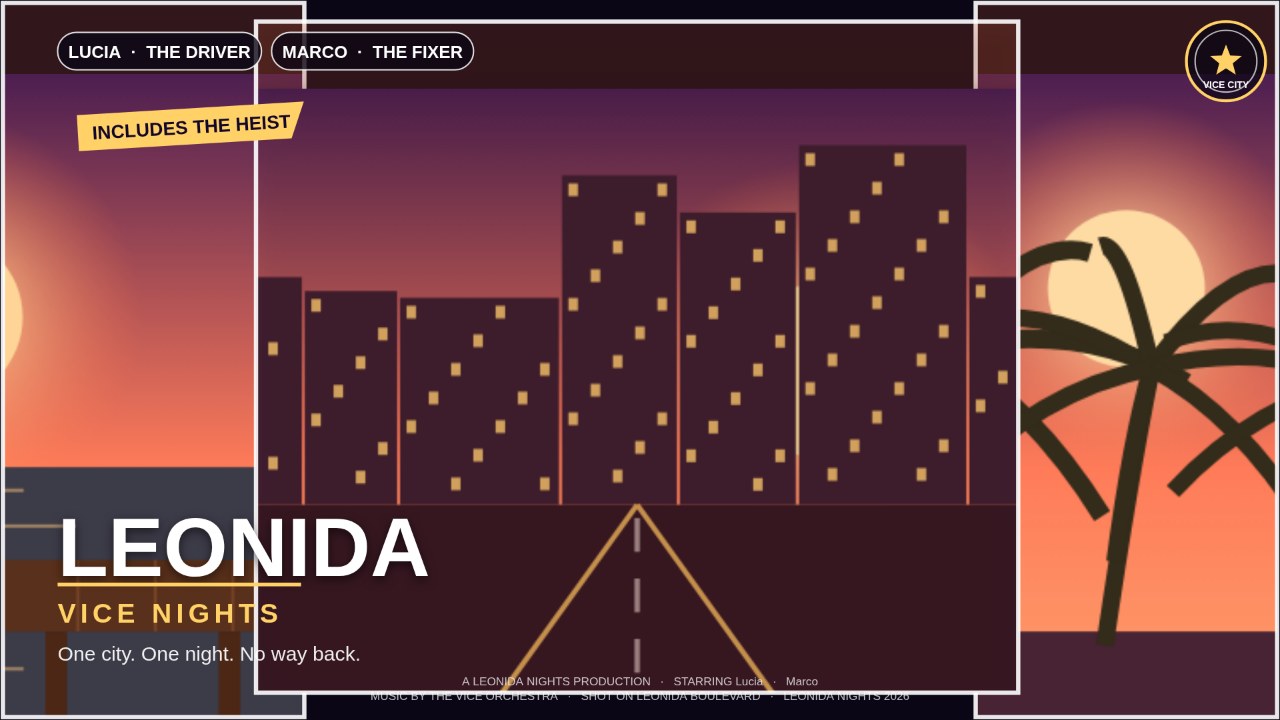 LUCIA · THE DRIVER
MARCO · THE FIXER
VICE CITY
INCLUDES THE HEIST
LEONIDA
VICE NIGHTS
One city. One night. No way back.
A LEONIDA NIGHTS PRODUCTION · STARRING Lucia · Marco
MUSIC BY THE VICE ORCHESTRA · SHOT ON LEONIDA BOULEVARD · LEONIDA NIGHTS 2026